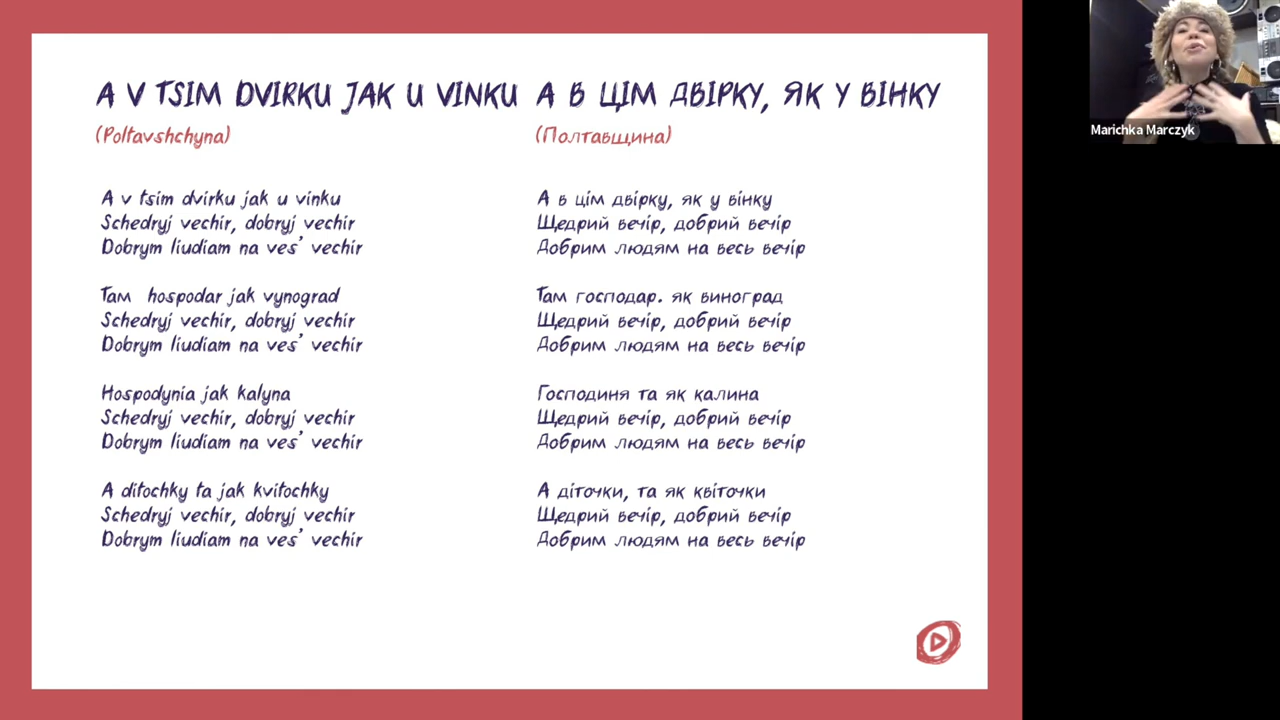 A V TSIM DVIRKU JAK U VINKU
(Poltavshchyna)
A v tsim dvirku jak u vinku
Schedryj vechir, dobryj vechir
Dobrym liudiam na ves' vechir
Tam hospodar jak vynograd
Schedryj vechir, dobryj vechir
Dobrym liudiam na ves' vechir
Hospodynia jak kalyna
Schedryj vechir, dobryj vechir
Dobrym liudiam na ves' vechir
A ditochky ta jak kvitochky
Schedryj vechir, dobryj vechir
Dobrym liudiam na ves' vechir
А В ЦІМ ДВІРКУ, ЯК У ВІНКУ
(Полтавщина)
А в цім двірку, як у вінку
Щедрий вечір, добрий вечір
Добрим людям на весь вечір
Там господар. як виноград
Щедрий вечір, добрий вечір
Добрим людям на весь вечір
Господиня та як калина
Щедрий вечір, добрий вечір
Добрим людям на весь вечір
А діточки, та як квіточки
Щедрий вечір, добрий вечір
Добрим людям на весь вечір
Marichka Marczyk